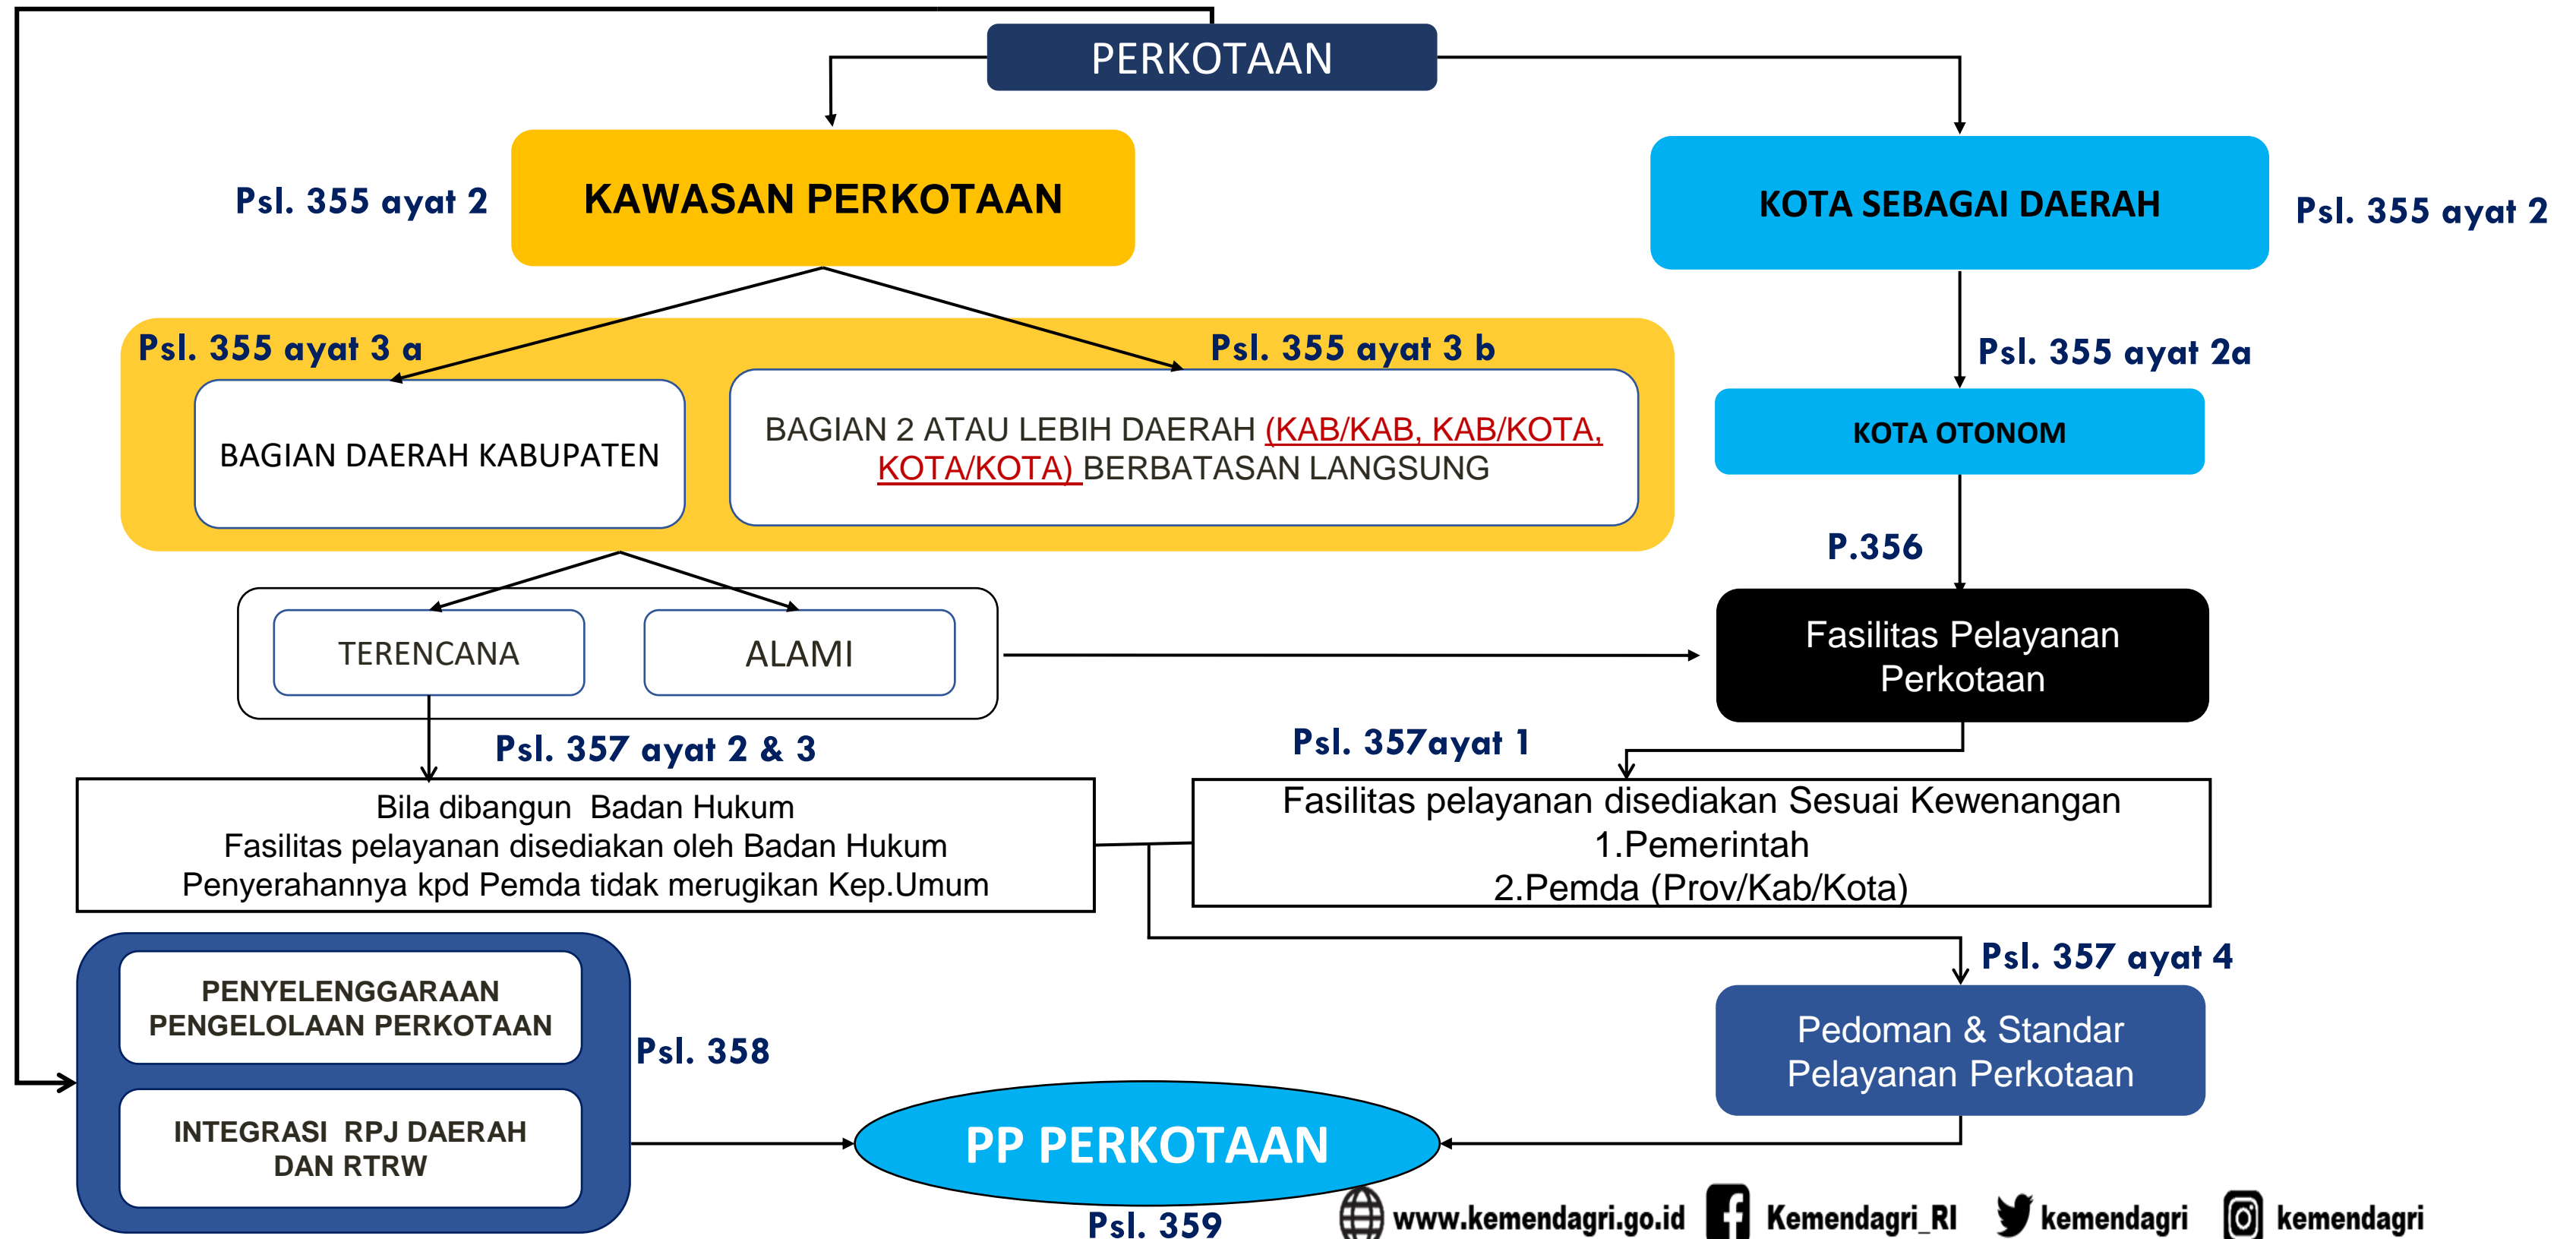 PERKOTAAN
Psl. 355 ayat 2
KAWASAN PERKOTAAN
KOTA SEBAGAI DAERAH
Psl. 355 ayat 2
Psl. 355 ayat 3 a
Psl. 355 ayat 3 b
Psl. 355 ayat 2a
BAGIAN DAERAH KABUPATEN
BAGIAN 2 ATAU LEBIH DAERAH (KAB/KAB, KAB/KOTA,
KOTA/KOTA) BERBATASAN LANGSUNG
KOTA OTONOM
P.356
TERENCANA
ALAMI
Fasilitas Pelayanan
Perkotaan
Psl. 357 ayat 2 & 3
Psl. 357ayat 1
Bila dibangun Badan Hukum
Fasilitas pelayanan disediakan oleh Badan Hukum
Penyerahannya kpd Pemda tidak merugikan Kep.Umum
Fasilitas pelayanan disediakan Sesuai Kewenangan
1.Pemerintah
2.Pemda (Prov/Kab/Kota)
Psl. 357 ayat 4
PENYELENGGARAAN
PENGELOLAAN PERKOTAAN
Psl. 358
Pedoman & Standar
Pelayanan Perkotaan
INTEGRASI RPJ DAERAH
DAN RTRW
PP PERKOTAAN
Psl. 359
www.kemendagri.go.id
Kemendagri_RI
kemendagri
kemendagri